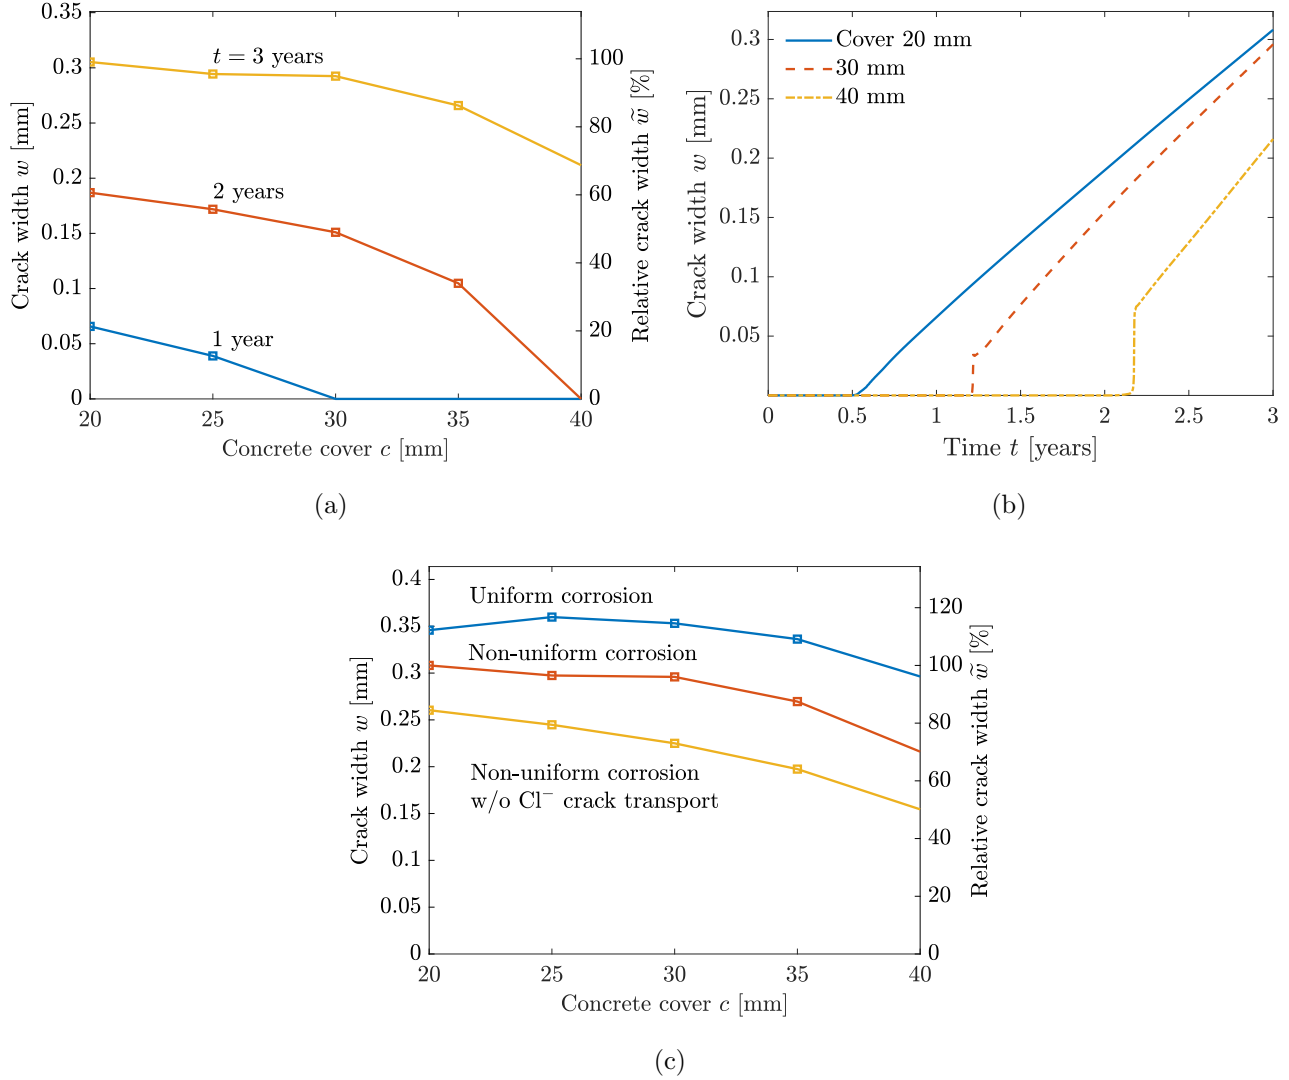 0.35
0.3
0.25
0.2
0.15
0.1
0.05
0
Crack width w [mm]
t = 3 years
2 years
1 year
100
80
60
40
20
0
Relative crack width w̃ [%]
20 25 30 35 40
Concrete cover c [mm]
(a)
0.3
0.25
0.2
0.15
0.1
0.05
Crack width w [mm]
Cover 20 mm
30 mm
40 mm
0 0.5 1 1.5 2 2.5 3
Time t [years]
(b)
0.4
0.35
0.3
0.25
0.2
0.15
0.1
0.05
0
Crack width w [mm]
Uniform corrosion
Non-uniform corrosion
Non-uniform corrosion
w/o Cl⁻ crack transport
120
100
80
60
40
20
0
Relative crack width w̃ [%]
20 25 30 35 40
Concrete cover c [mm]
(c)